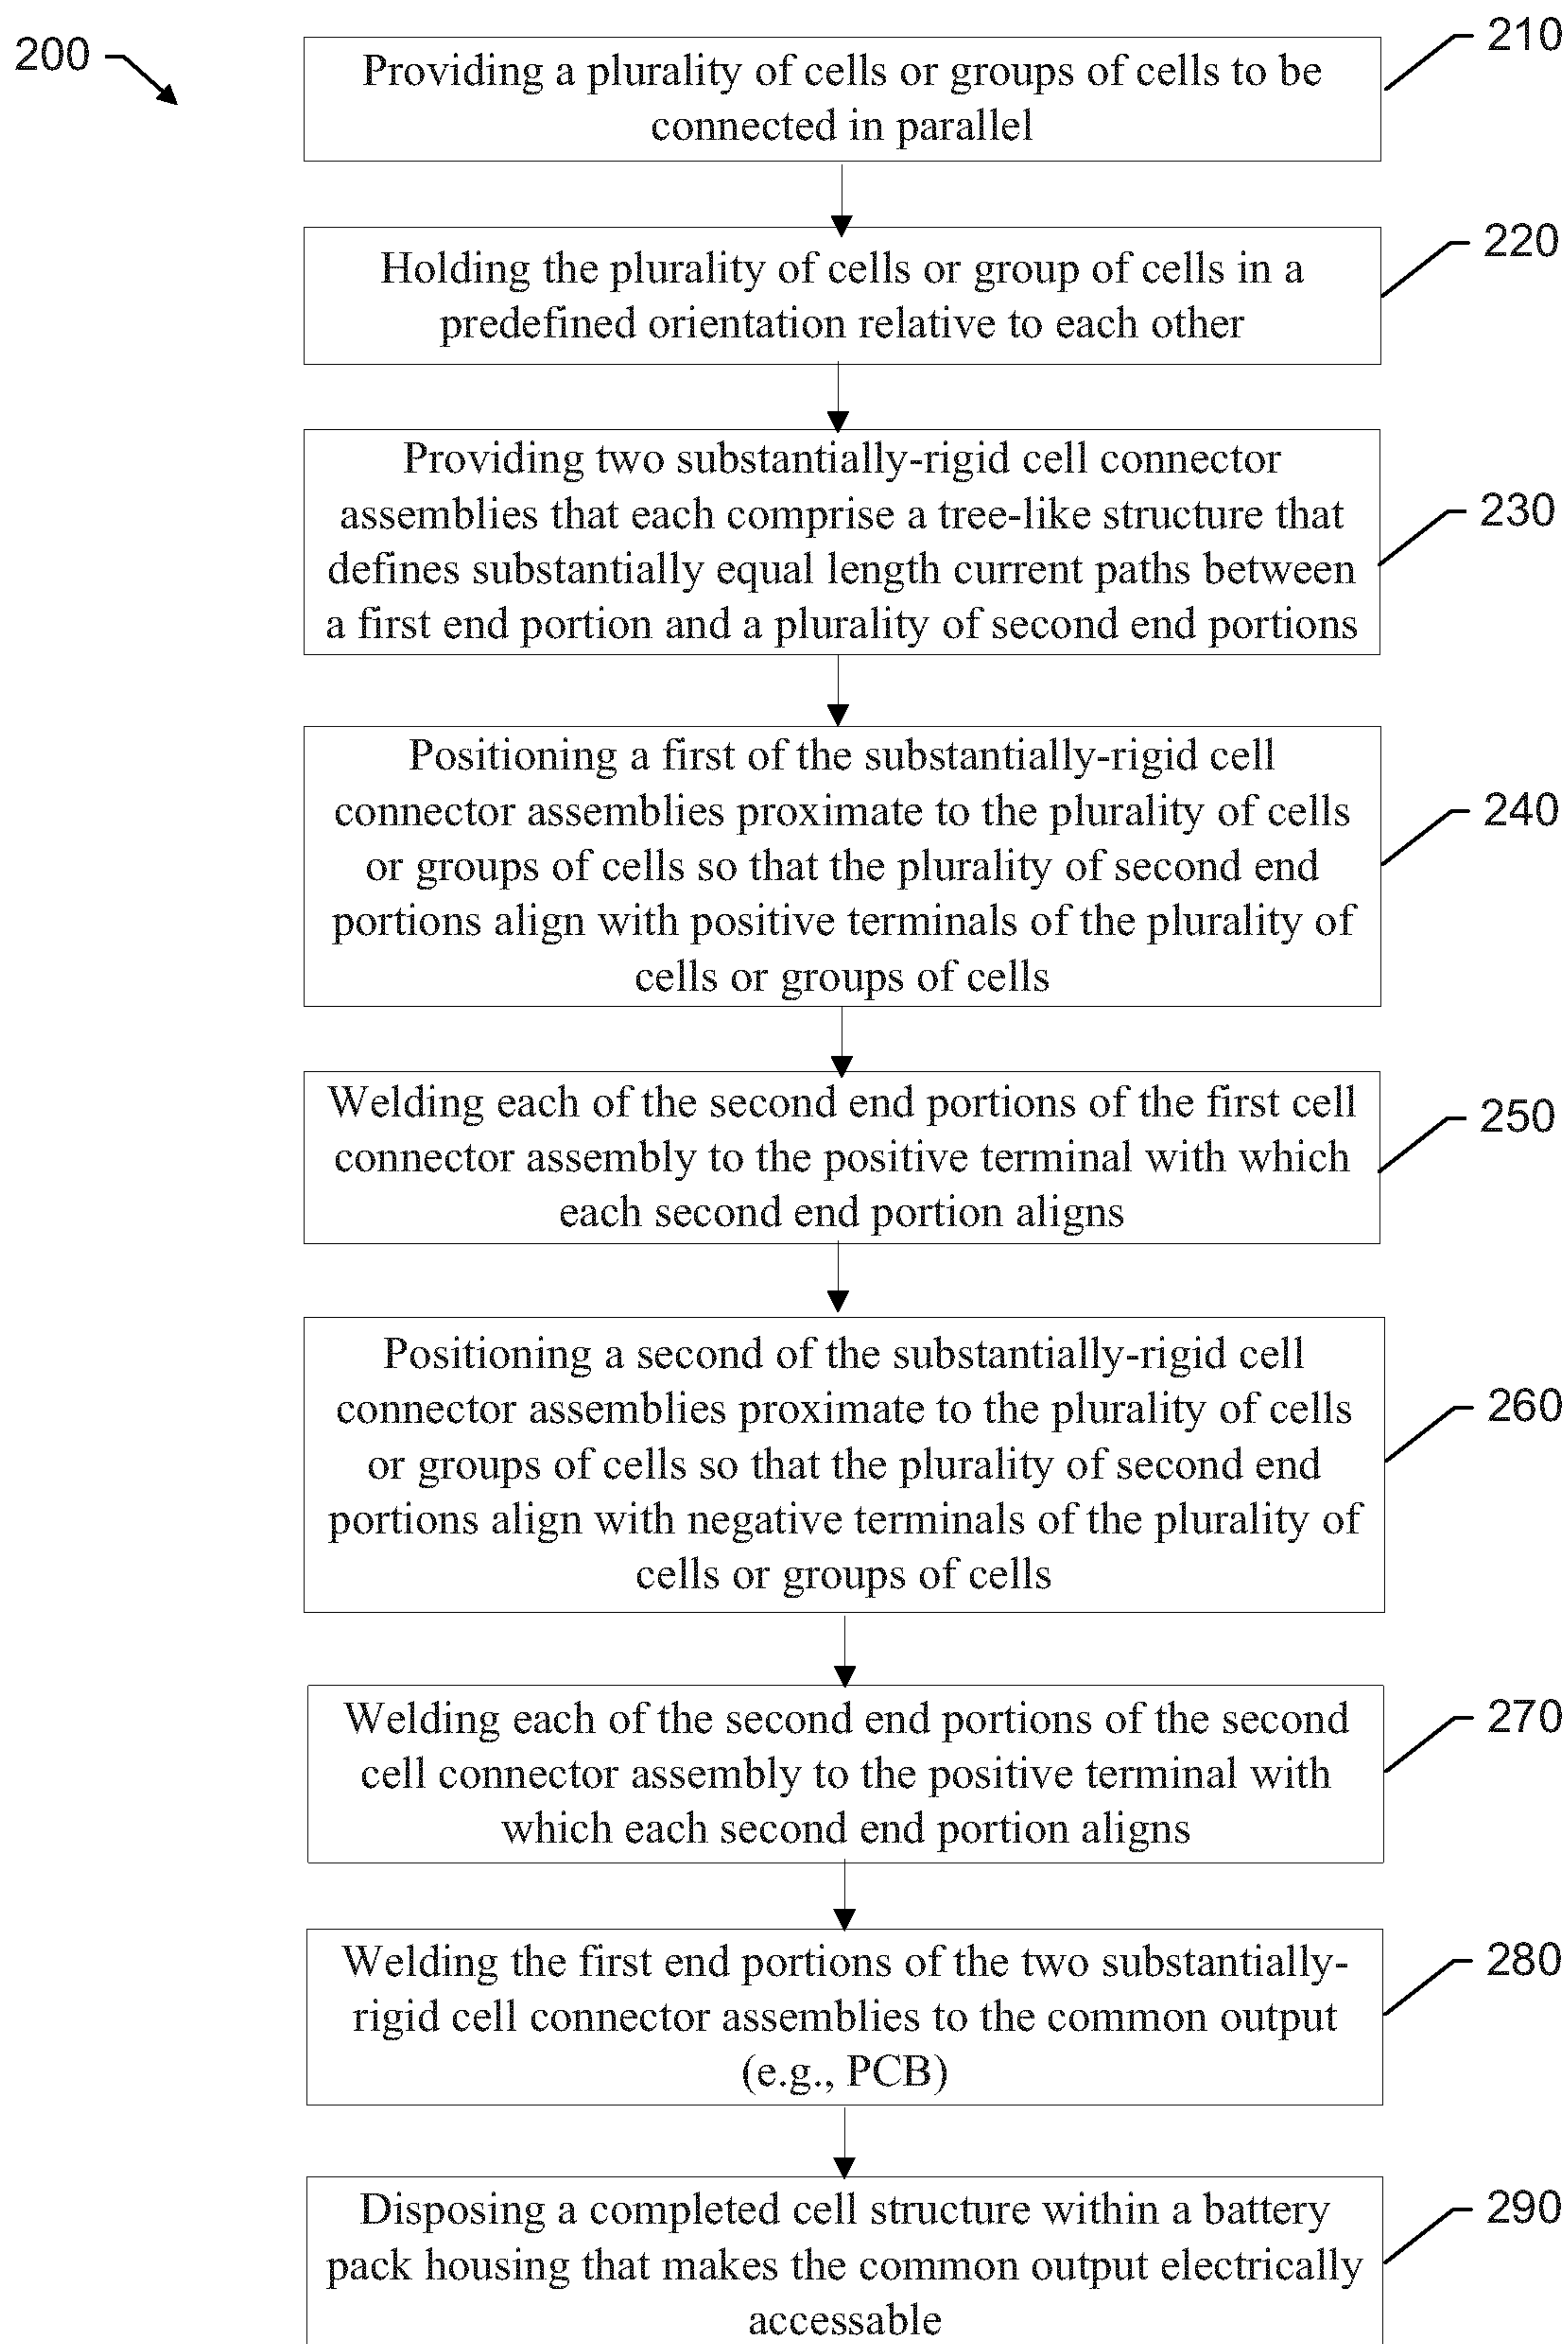 200
210
Providing a plurality of cells or groups of cells to be
connected in parallel
220
Holding the plurality of cells or group of cells in a
predefined orientation relative to each other
230
Providing two substantially-rigid cell connector
assemblies that each comprise a tree-like structure that
defines substantially equal length current paths between
a first end portion and a plurality of second end portions
240
Positioning a first of the substantially-rigid cell
connector assemblies proximate to the plurality of cells
or groups of cells so that the plurality of second end
portions align with positive terminals of the plurality of
cells or groups of cells
250
Welding each of the second end portions of the first cell
connector assembly to the positive terminal with which
each second end portion aligns
260
Positioning a second of the substantially-rigid cell
connector assemblies proximate to the plurality of cells
or groups of cells so that the plurality of second end
portions align with negative terminals of the plurality of
cells or groups of cells
270
Welding each of the second end portions of the second
cell connector assembly to the positive terminal with
which each second end portion aligns
280
Welding the first end portions of the two substantially-
rigid cell connector assemblies to the common output
(e.g., PCB)
290
Disposing a completed cell structure within a battery
pack housing that makes the common output electrically
accessable